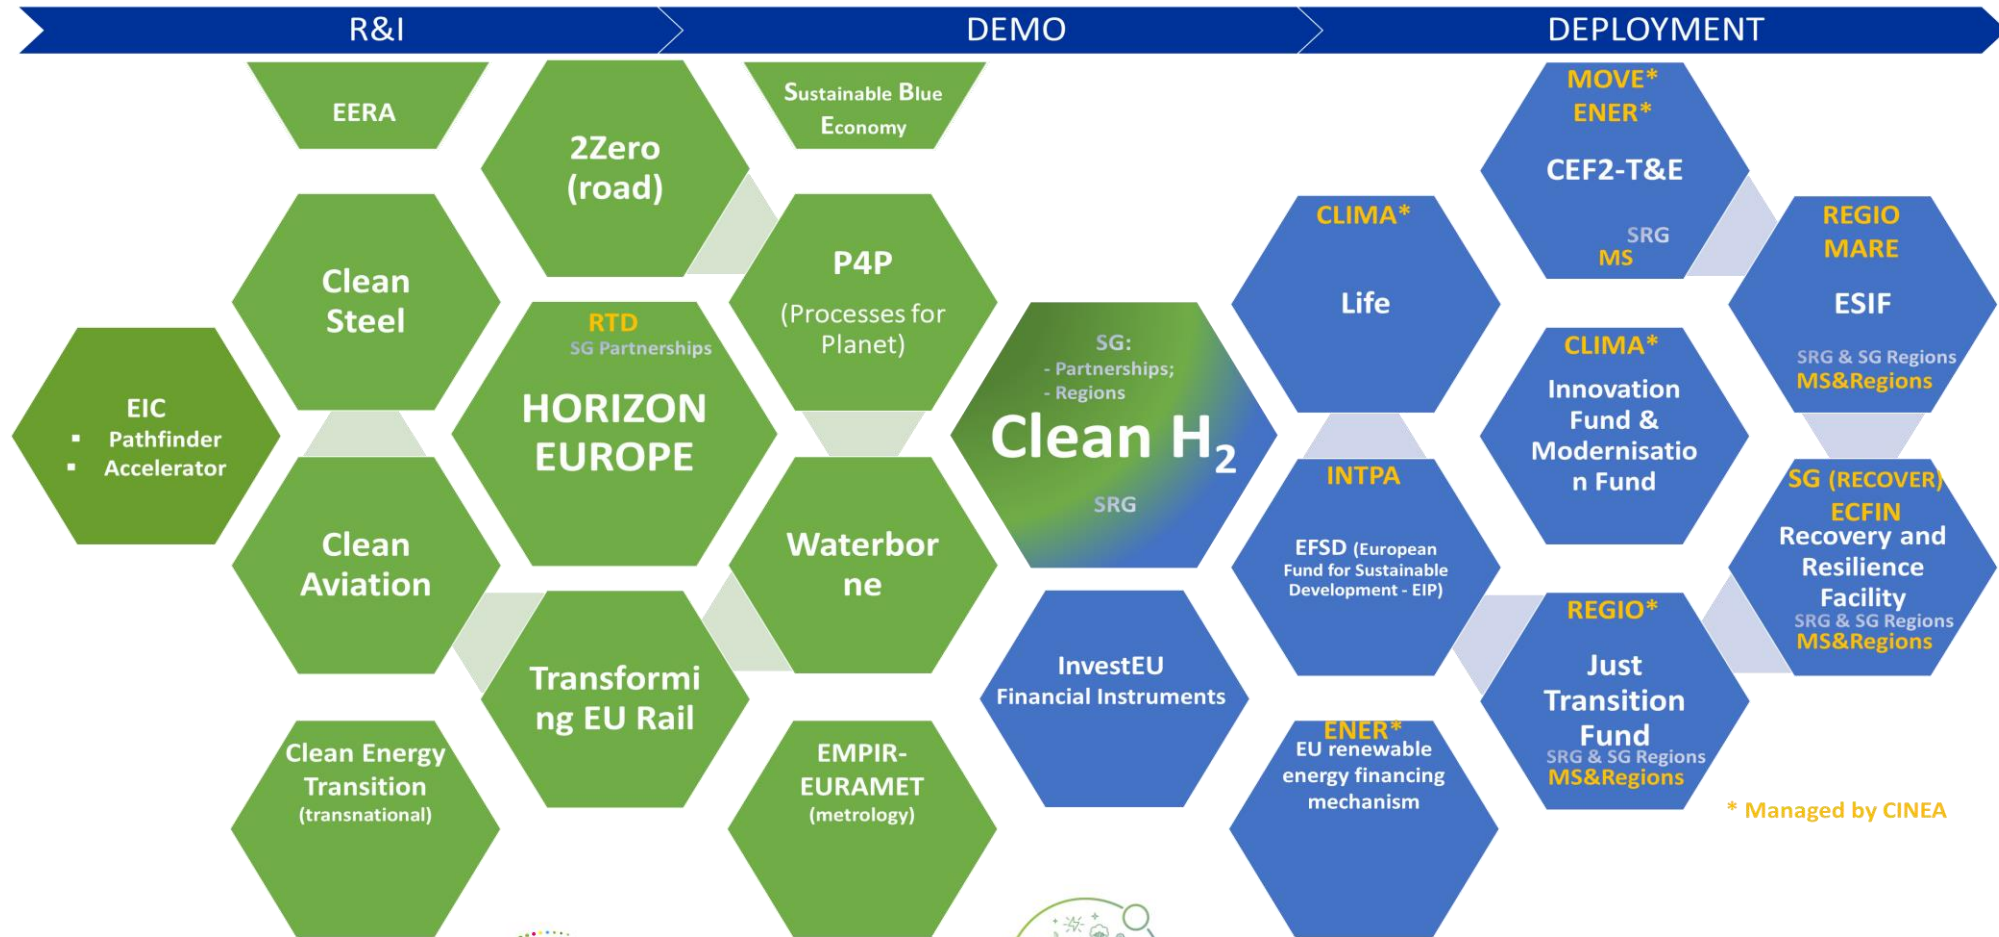 R&I
DEMO
DEPLOYMENT
EERA
2Zero
(road)
Sustainable Blue
Economy
Clean
Steel
P4P
(Processes for
Planet)
EIC
▪ Pathfinder
▪ Accelerator
RTD
SG Partnerships
HORIZON
EUROPE
Clean
Aviation
Waterbor
ne
Transformi
ng EU Rail
Clean Energy
Transition
(transnational)
EMPIR-
EURAMET
(metrology)
SG:
- Partnerships;
- Regions
Clean H₂
SRG
InvestEU
Financial Instruments
CLIMA*
Life
INTPA
EFSD (European
Fund for Sustainable
Development - EIP)
ENER*
EU renewable
energy financing
mechanism
MOVE*
ENER*
CEF2-T&E
SRG
MS
CLIMA*
Innovation
Fund &
Modernisatio
n Fund
REGIO*
Just
Transition
Fund
SRG & SG Regions
MS&Regions
REGIO
MARE
ESIF
SRG & SG Regions
MS&Regions
SG (RECOVER)
ECFIN
Recovery and
Resilience
Facility
SRG & SG Regions
MS&Regions
* Managed by CINEA